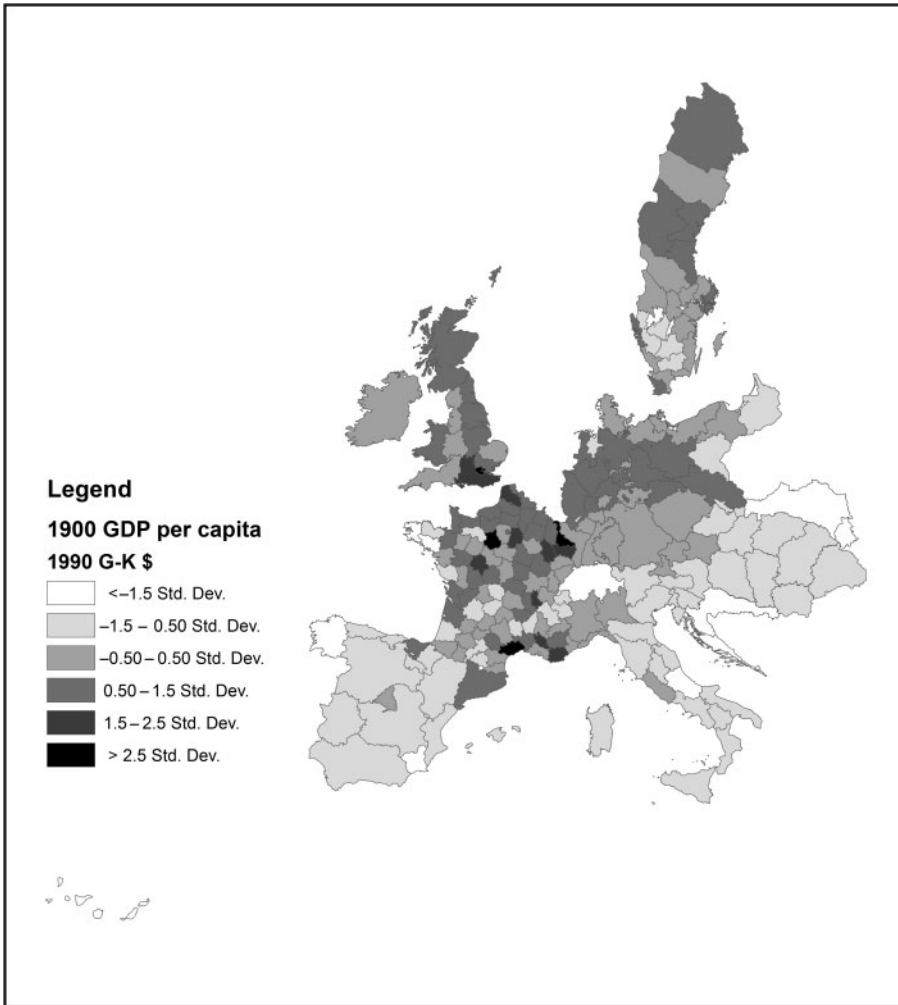 Legend
1900 GDP per capita
1990 G-K $
<–1.5 Std. Dev.
–1.5 – 0.50 Std. Dev.
–0.50 – 0.50 Std. Dev.
0.50 – 1.5 Std. Dev.
1.5 – 2.5 Std. Dev.
> 2.5 Std. Dev.